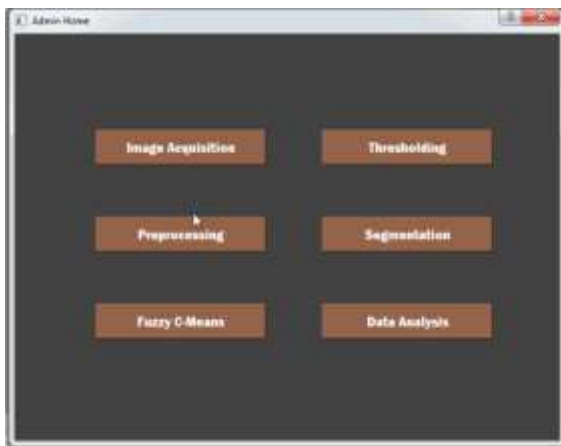 Admin Home
Image Acquisition
Thresholding
Preprocessing
Segmentation
Fuzzy C-Means
Data Analysis